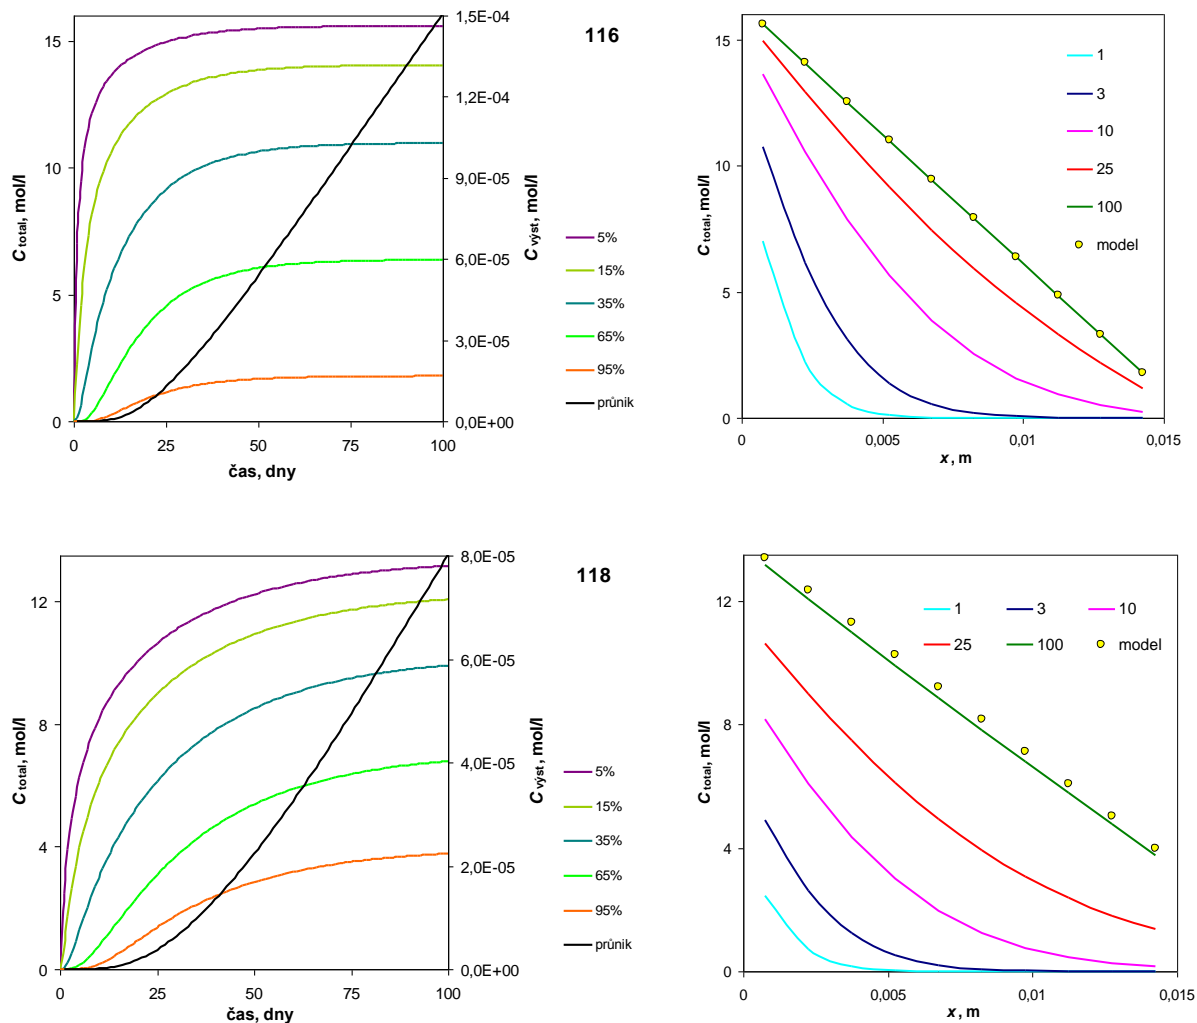 116
15
10
5
0
C total, mol/l
1,5E-04
1,2E-04
9,0E-05
6,0E-05
3,0E-05
0,0E+00
C výst, mol/l
0 25 50 75 100
čas, dny
5%
15%
35%
65%
95%
průnik
15
10
5
0
C total, mol/l
0 0,005 0,01 0,015
x, m
1
3
10
25
100
model
118
12
8
4
0
C total, mol/l
8,0E-05
6,0E-05
4,0E-05
2,0E-05
0,0E+00
C výst, mol/l
0 25 50 75 100
čas, dny
5%
15%
35%
65%
95%
průnik
12
8
4
0
C total, mol/l
0 0,005 0,01 0,015
x, m
1 3 10
25 100 model